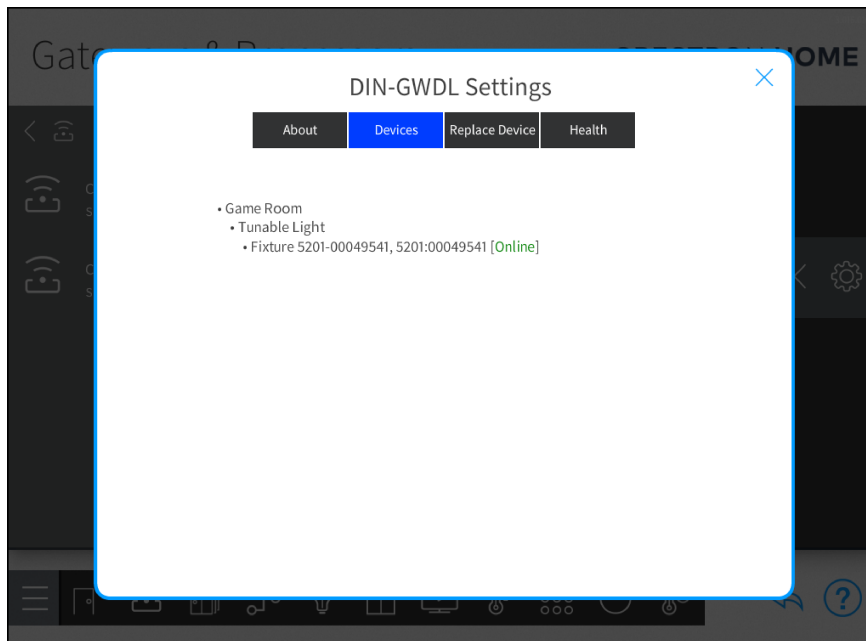 DIN-GWDL Settings
About
Devices
Replace Device
Health
• Game Room
• Tunable Light
• Fixture 5201-00049541, 5201:00049541 [Online]
?